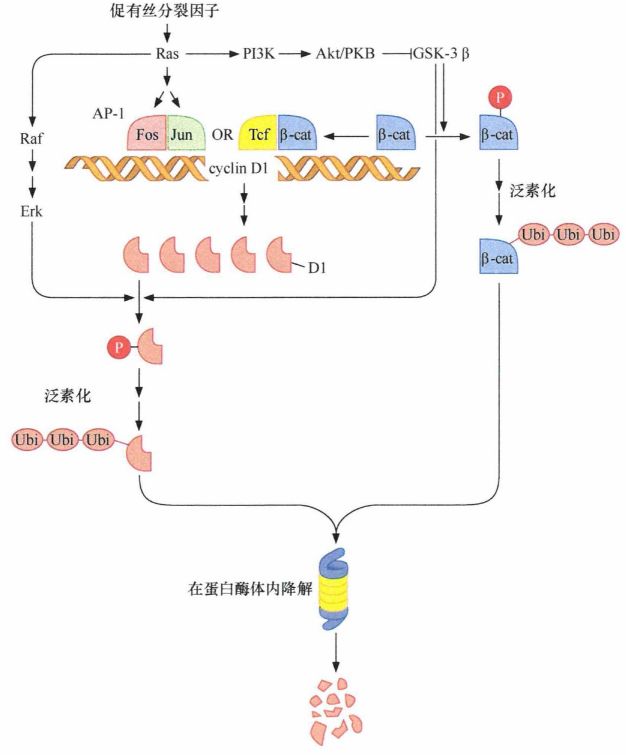 促有丝分裂因子
Ras
PI3K
Akt/PKB
GSK-3 β
AP-1
Fos
Jun
OR
Tcf
β-cat
β-cat
P
β-cat
Raf
cyclin D1
泛素化
Erk
Ubi
Ubi
Ubi
β-cat
D1
P
泛素化
Ubi
Ubi
Ubi
在蛋白酶体内降解